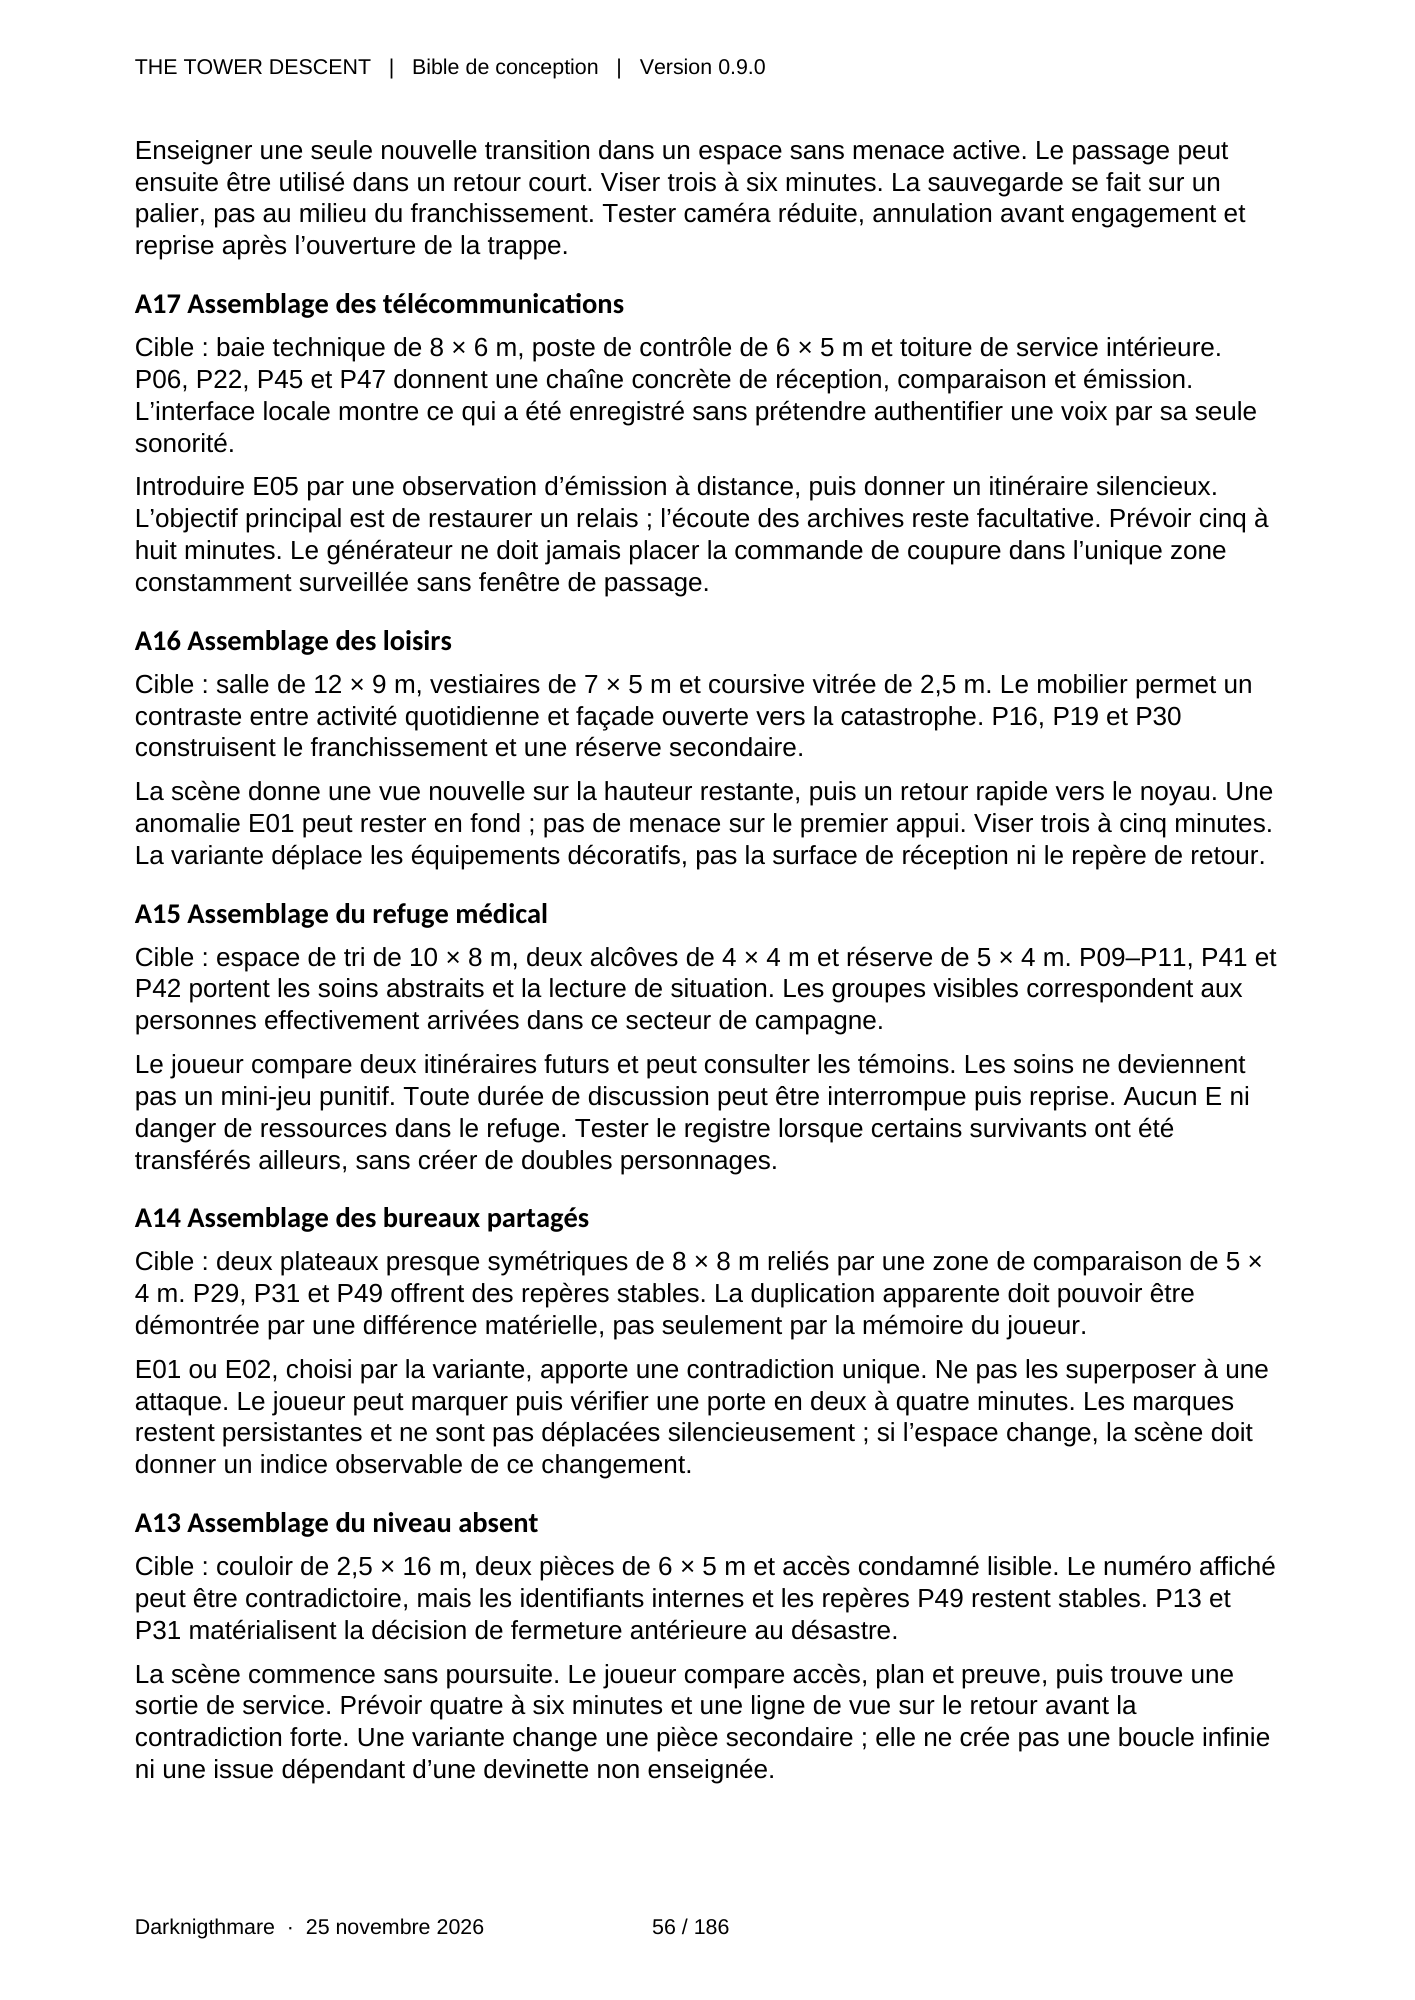 THE TOWER DESCENT | Bible de conception | Version 0.9.0
Enseigner une seule nouvelle transition dans un espace sans menace active. Le passage peut
ensuite être utilisé dans un retour court. Viser trois à six minutes. La sauvegarde se fait sur un
palier, pas au milieu du franchissement. Tester caméra réduite, annulation avant engagement et
reprise après l’ouverture de la trappe.
A17 Assemblage des télécommunications
Cible : baie technique de 8 × 6 m, poste de contrôle de 6 × 5 m et toiture de service intérieure.
P06, P22, P45 et P47 donnent une chaîne concrète de réception, comparaison et émission.
L’interface locale montre ce qui a été enregistré sans prétendre authentifier une voix par sa seule
sonorité.
Introduire E05 par une observation d’émission à distance, puis donner un itinéraire silencieux.
L’objectif principal est de restaurer un relais ; l’écoute des archives reste facultative. Prévoir cinq à
huit minutes. Le générateur ne doit jamais placer la commande de coupure dans l’unique zone
constamment surveillée sans fenêtre de passage.
A16 Assemblage des loisirs
Cible : salle de 12 × 9 m, vestiaires de 7 × 5 m et coursive vitrée de 2,5 m. Le mobilier permet un
contraste entre activité quotidienne et façade ouverte vers la catastrophe. P16, P19 et P30
construisent le franchissement et une réserve secondaire.
La scène donne une vue nouvelle sur la hauteur restante, puis un retour rapide vers le noyau. Une
anomalie E01 peut rester en fond ; pas de menace sur le premier appui. Viser trois à cinq minutes.
La variante déplace les équipements décoratifs, pas la surface de réception ni le repère de retour.
A15 Assemblage du refuge médical
Cible : espace de tri de 10 × 8 m, deux alcôves de 4 × 4 m et réserve de 5 × 4 m. P09–P11, P41 et
P42 portent les soins abstraits et la lecture de situation. Les groupes visibles correspondent aux
personnes effectivement arrivées dans ce secteur de campagne.
Le joueur compare deux itinéraires futurs et peut consulter les témoins. Les soins ne deviennent
pas un mini-jeu punitif. Toute durée de discussion peut être interrompue puis reprise. Aucun E ni
danger de ressources dans le refuge. Tester le registre lorsque certains survivants ont été
transférés ailleurs, sans créer de doubles personnages.
A14 Assemblage des bureaux partagés
Cible : deux plateaux presque symétriques de 8 × 8 m reliés par une zone de comparaison de 5 ×
4 m. P29, P31 et P49 offrent des repères stables. La duplication apparente doit pouvoir être
démontrée par une différence matérielle, pas seulement par la mémoire du joueur.
E01 ou E02, choisi par la variante, apporte une contradiction unique. Ne pas les superposer à une
attaque. Le joueur peut marquer puis vérifier une porte en deux à quatre minutes. Les marques
restent persistantes et ne sont pas déplacées silencieusement ; si l’espace change, la scène doit
donner un indice observable de ce changement.
A13 Assemblage du niveau absent
Cible : couloir de 2,5 × 16 m, deux pièces de 6 × 5 m et accès condamné lisible. Le numéro affiché
peut être contradictoire, mais les identifiants internes et les repères P49 restent stables. P13 et
P31 matérialisent la décision de fermeture antérieure au désastre.
La scène commence sans poursuite. Le joueur compare accès, plan et preuve, puis trouve une
sortie de service. Prévoir quatre à six minutes et une ligne de vue sur le retour avant la
contradiction forte. Une variante change une pièce secondaire ; elle ne crée pas une boucle infinie
ni une issue dépendant d’une devinette non enseignée.
Darknigthmare · 25 novembre 2026 56 / 186